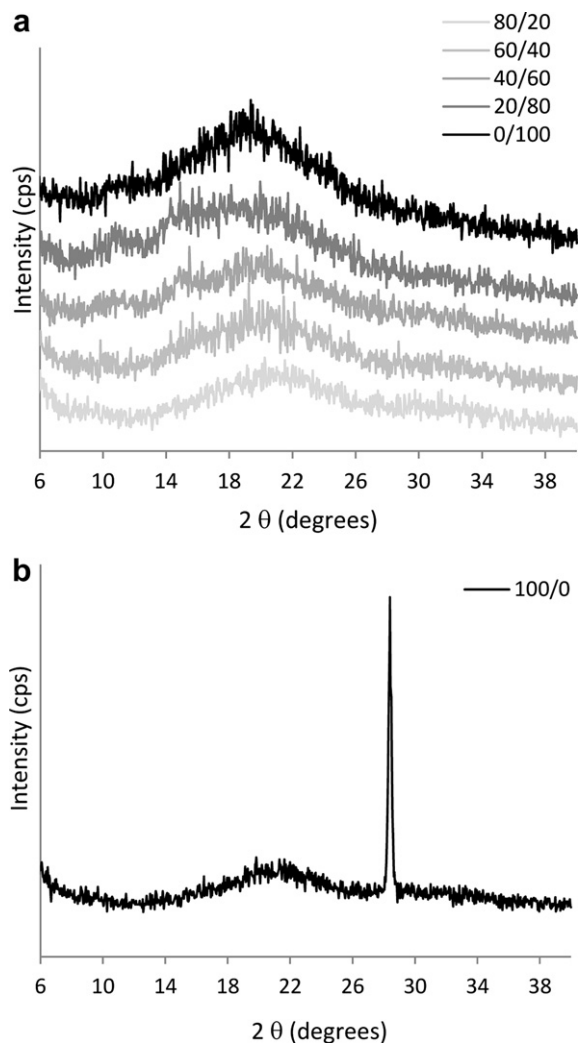 a
80/20
60/40
40/60
20/80
0/100
Intensity (cps)
6 10 14 18 22 26 30 34 38
2 θ (degrees)
b
100/0
Intensity (cps)
6 10 14 18 22 26 30 34 38
2 θ (degrees)